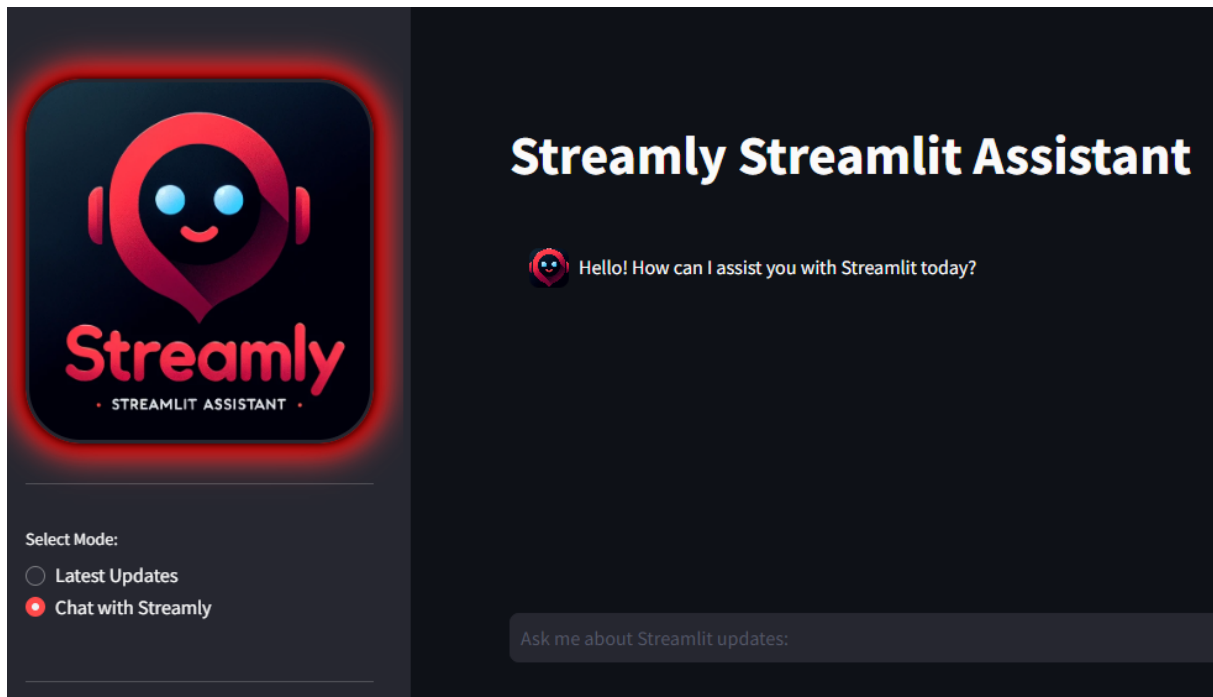 Streamly
STREAMLIT ASSISTANT
Select Mode:
Latest Updates
Chat with Streamly
Streamly Streamlit Assistant
Hello! How can I assist you with Streamlit today?
Ask me about Streamlit updates: